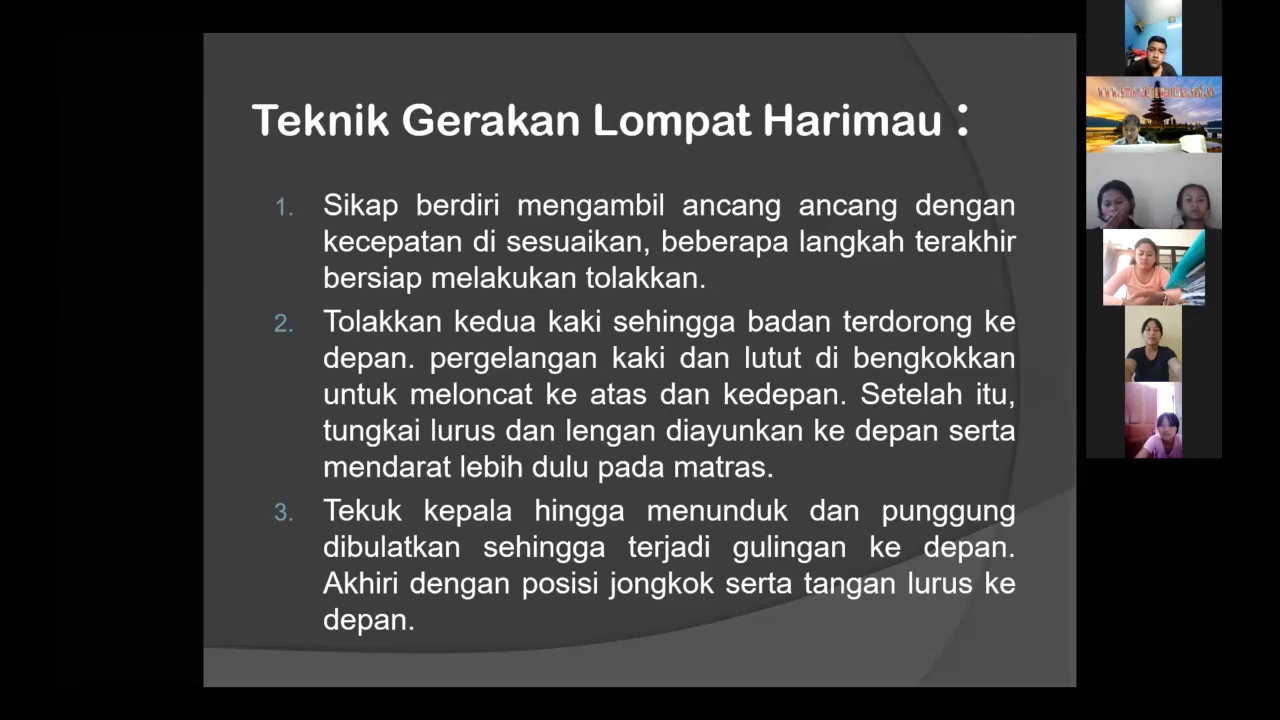 Teknik Gerakan Lompat Harimau :
1. Sikap berdiri mengambil ancang ancang dengan
kecepatan di sesuaikan, beberapa langkah terakhir
bersiap melakukan tolakkan.
2. Tolakkan kedua kaki sehingga badan terdorong ke
depan. pergelangan kaki dan lutut di bengkokkan
untuk meloncat ke atas dan kedepan. Setelah itu,
tungkai lurus dan lengan diayunkan ke depan serta
mendarat lebih dulu pada matras.
3. Tekuk kepala hingga menunduk dan punggung
dibulatkan sehingga terjadi gulingan ke depan.
Akhiri dengan posisi jongkok serta tangan lurus ke
depan.